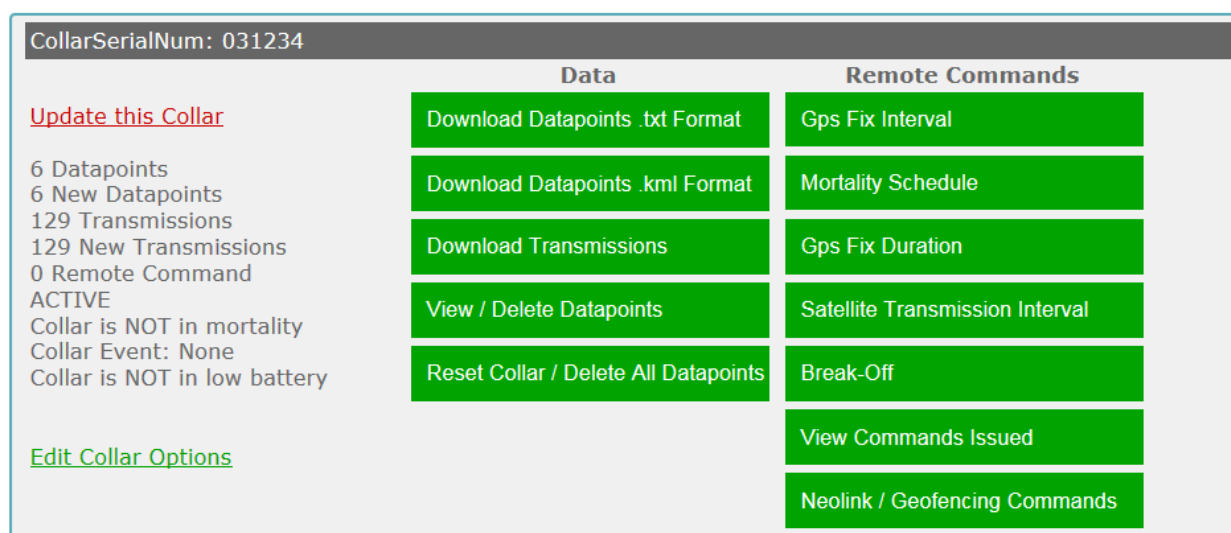 CollarSerialNum: 031234
Data
Remote Commands
Update this Collar
6 Datapoints
6 New Datapoints
129 Transmissions
129 New Transmissions
0 Remote Command
ACTIVE
Collar is NOT in mortality
Collar Event: None
Collar is NOT in low battery
Edit Collar Options
Download Datapoints .txt Format
Download Datapoints .kml Format
Download Transmissions
View / Delete Datapoints
Reset Collar / Delete All Datapoints
Gps Fix Interval
Mortality Schedule
Gps Fix Duration
Satellite Transmission Interval
Break-Off
View Commands Issued
Neolink / Geofencing Commands